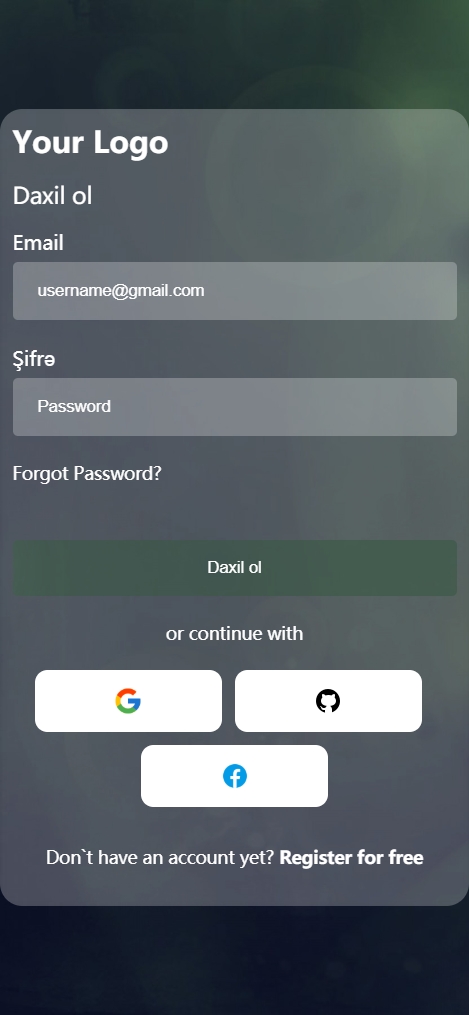 Your Logo
Daxil ol
Email
username@gmail.com
Şifrə
Password
Forgot Password?
Daxil ol
or continue with
Don`t have an account yet? Register for free